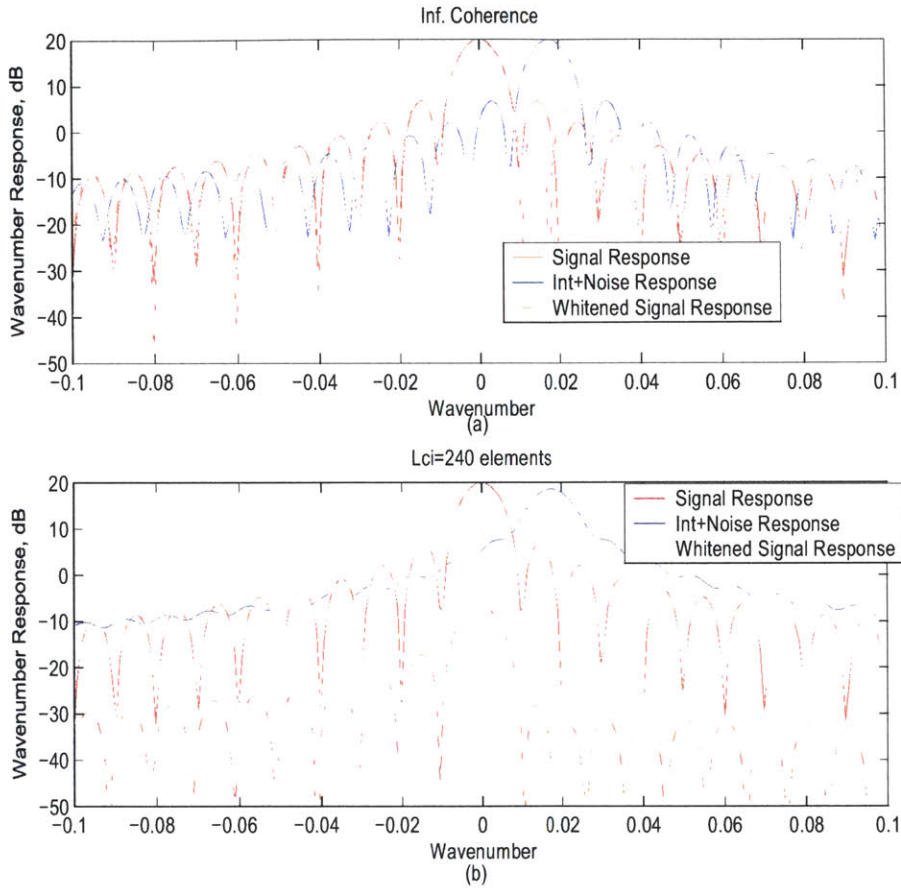 Inf. Coherence
Wavenumber Response, dB
20
10
0
−10
−20
−30
−40
−50
Signal Response
Int+Noise Response
Whitened Signal Response
−0.1 −0.08 −0.06 −0.04 −0.02 0 0.02 0.04 0.06 0.08 0.1
Wavenumber
(a)
Lci=240 elements
Wavenumber Response, dB
20
10
0
−10
−20
−30
−40
−50
Signal Response
Int+Noise Response
Whitened Signal Response
−0.1 −0.08 −0.06 −0.04 −0.02 0 0.02 0.04 0.06 0.08 0.1
Wavenumber
(b)